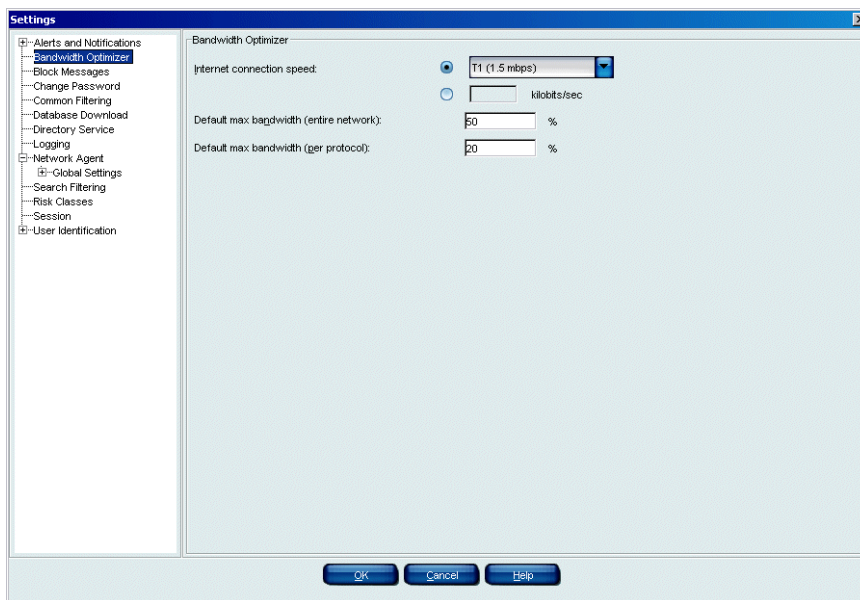 Settings
Alerts and Notifications
Bandwidth Optimizer
Block Messages
Change Password
Common Filtering
Database Download
Directory Service
Logging
Network Agent
Global Settings
Search Filtering
Risk Classes
Session
User Identification
Bandwidth Optimizer
Internet connection speed:
T1 (1.5 mbps)
kilobits/sec
Default max bandwidth (entire network):
50 %
Default max bandwidth (per protocol):
20 %
OK Cancel Help